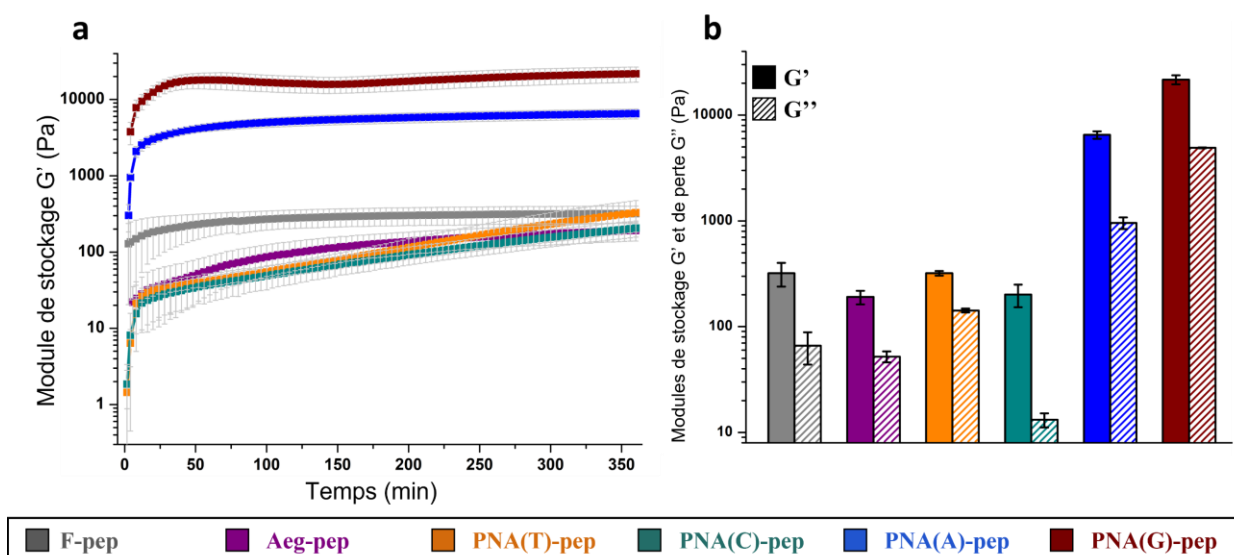 a
Module de stockage G’ (Pa)
10000
1000
100
10
1
0 50 100 150 200 250 300 350
Temps (min)
b
G’
G’’
Modules de stockage G’ et de perte G’’ (Pa)
10000
1000
100
10
F-pep Aeg-pep PNA(T)-pep PNA(C)-pep PNA(A)-pep PNA(G)-pep